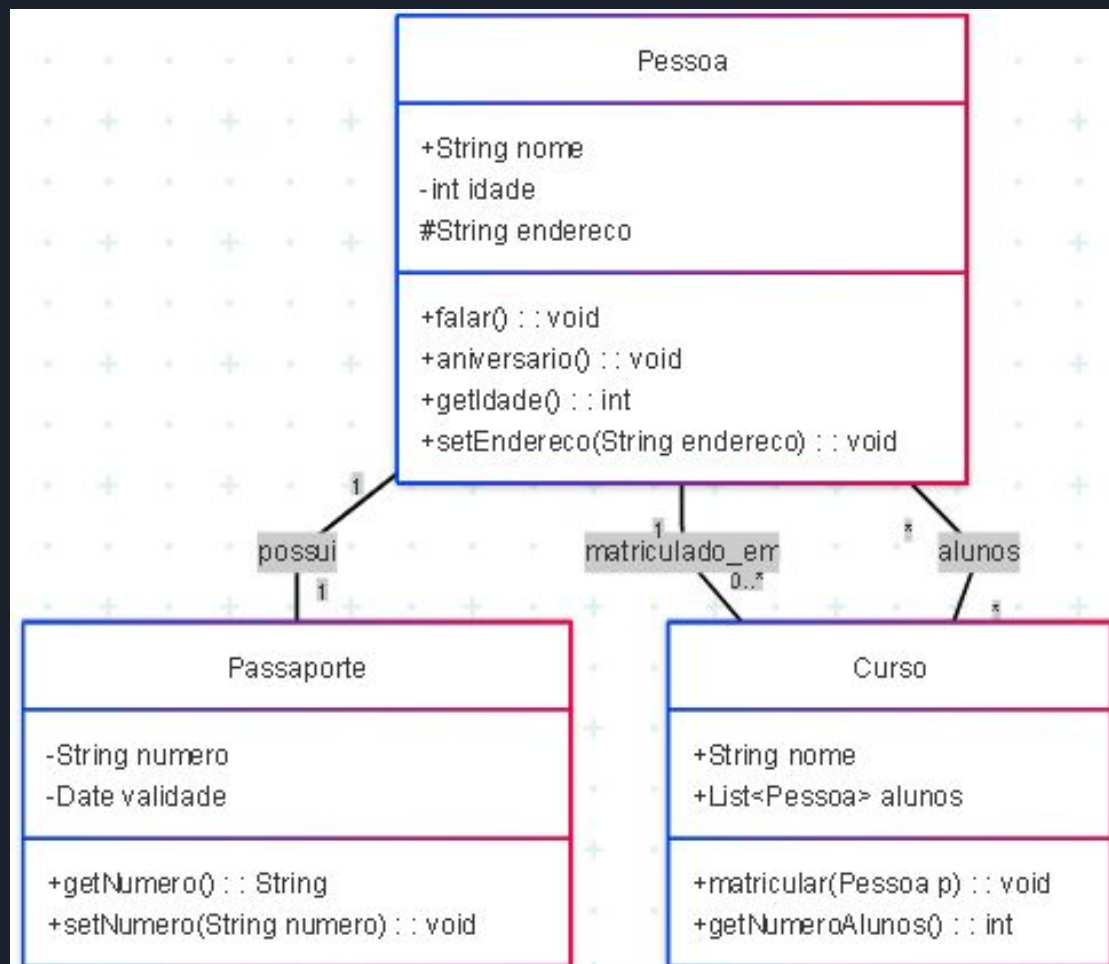 Pessoa
+String nome
-int idade
#String endereco
+falar() : : void
+aniversario() : : void
+getIdade() : : int
+setEndereco(String endereco) : : void
1
possui
1
1
matriculado_em
0..*
*
alunos
*
Passaporte
-String numero
-Date validade
+getNumero() : : String
+setNumero(String numero) : : void
Curso
+String nome
+List<Pessoa> alunos
+matricular(Pessoa p) : : void
+getNumeroAlunos() : : int